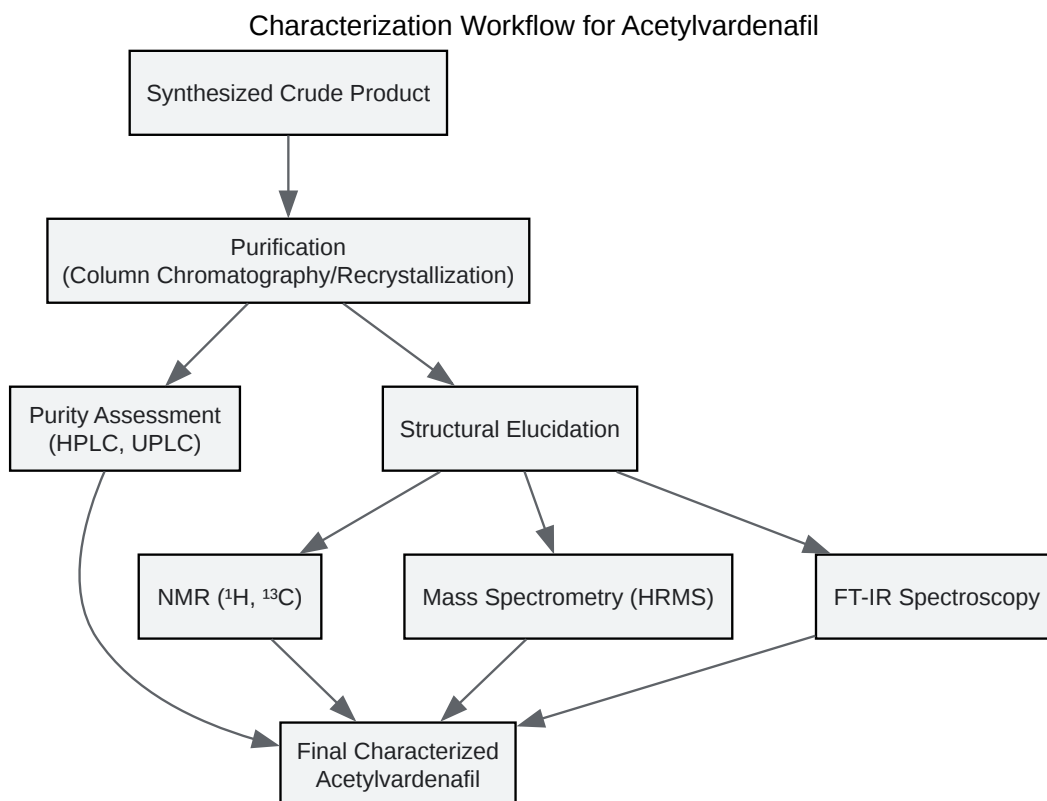 Characterization Workflow for Acetylvardenafil
Synthesized Crude Product
Purification
(Column Chromatography/Recrystallization)
Purity Assessment
(HPLC, UPLC)
Structural Elucidation
NMR (¹H, ¹³C)
Mass Spectrometry (HRMS)
FT-IR Spectroscopy
Final Characterized
Acetylvardenafil